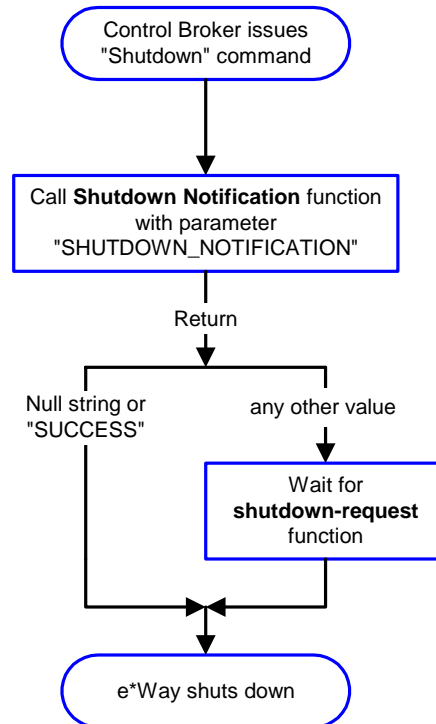 Control Broker issues
"Shutdown" command
Call Shutdown Notification function
with parameter
"SHUTDOWN_NOTIFICATION"
Return
Null string or
"SUCCESS"
any other value
Wait for
shutdown-request
function
e*Way shuts down